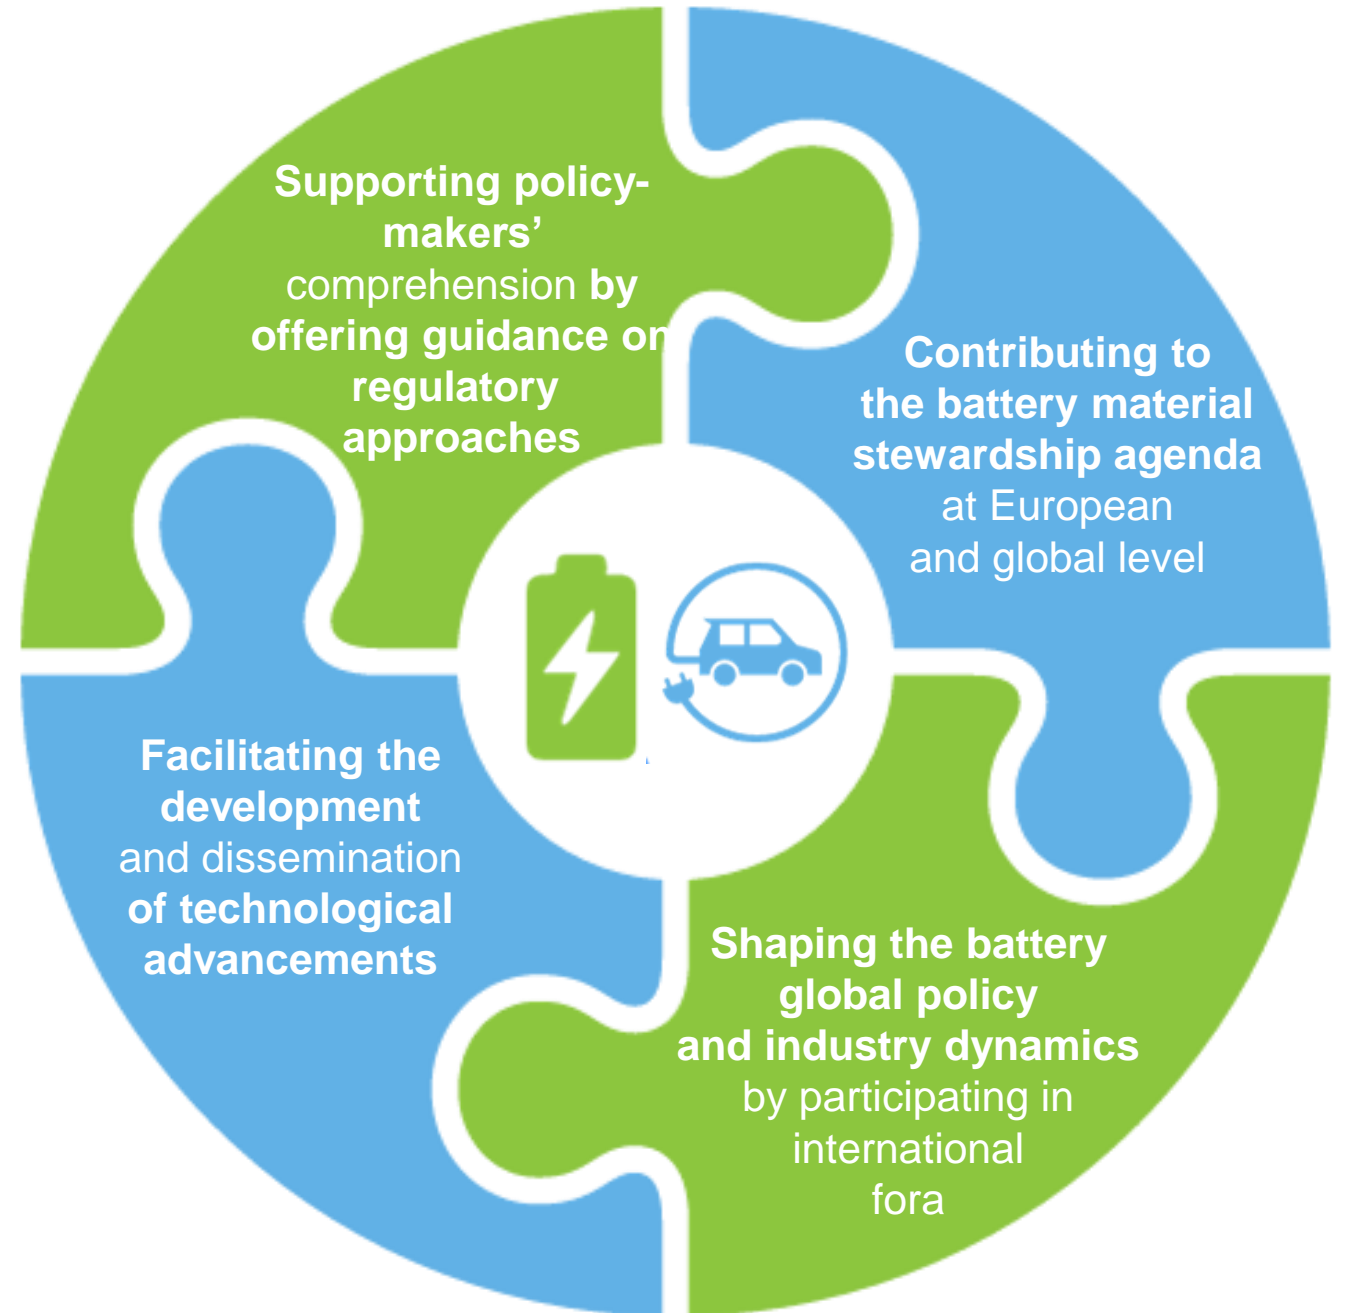 Supporting policy-
makers’
comprehension by
offering guidance on
regulatory
approaches
Contributing to
the battery material
stewardship agenda
at European
and global level
Facilitating the
development
and dissemination
of technological
advancements
Shaping the battery
global policy
and industry dynamics
by participating in
international
fora